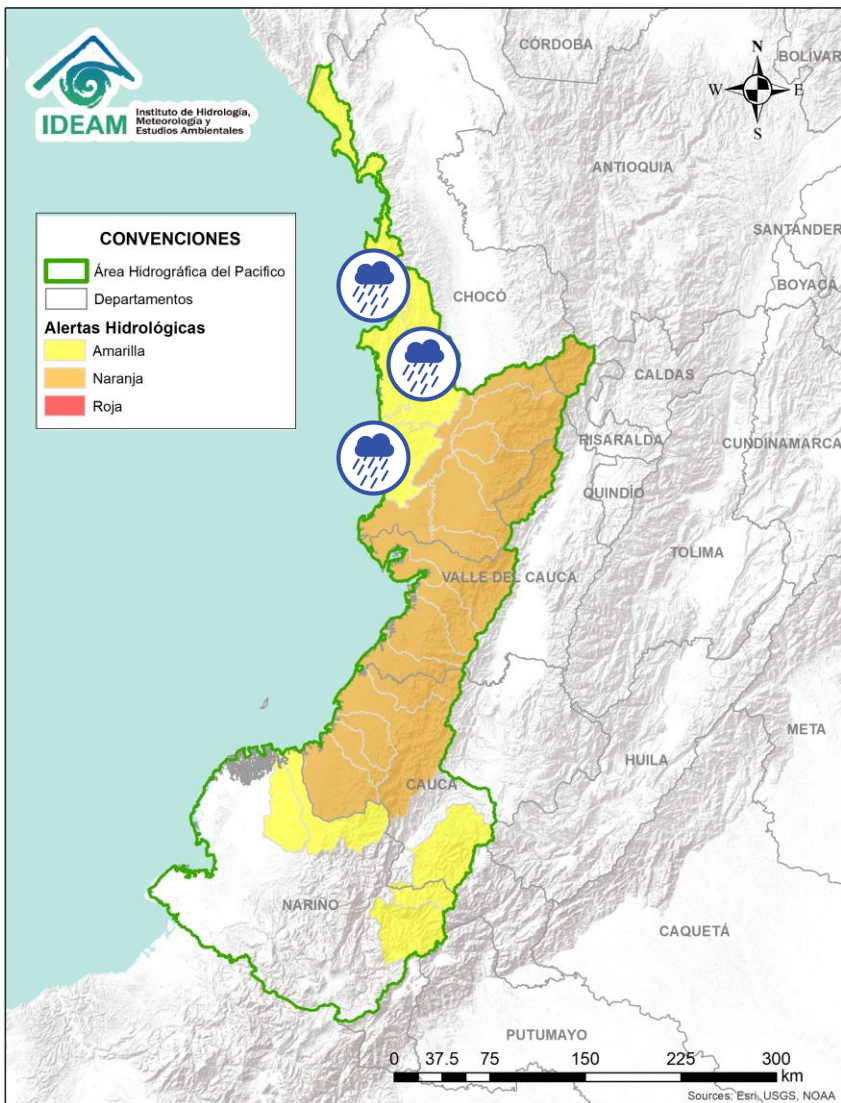 IDEAM
Instituto de Hidrología,
Meteorología y
Estudios Ambientales
CONVENCIONES
Área Hidrográfica del Pacifico
Departamentos
Alertas Hidrológicas
Amarilla
Naranja
Roja
N
W
E
S
CÓRDOBA
BOLÍVAR
ANTIOQUIA
SANTANDER
BOYACÁ
CHOCÓ
CALDAS
RISARALDA
CUNDINAMARCA
QUINDÍO
TOLIMA
VALLE DEL CAUCA
META
HUILA
CAUCA
NARIÑO
CAQUETÁ
PUTUMAYO
0 37.5 75 150 225 300
km
Sources: Esri, USGS, NOAA